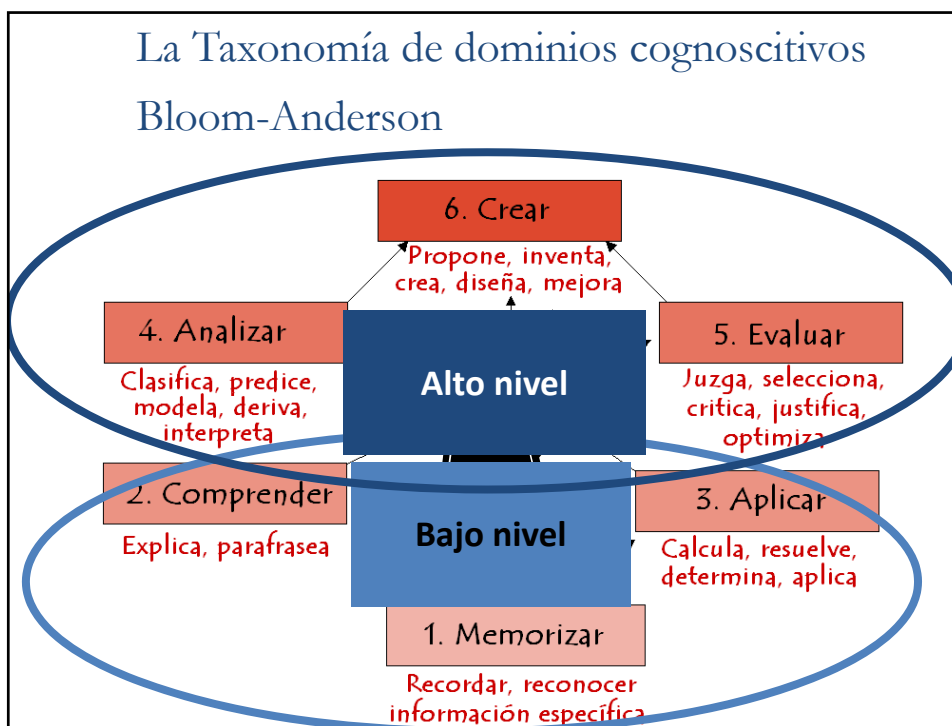 La Taxonomía de dominios cognoscitivos
Bloom-Anderson
6. Crear
Propone, inventa,
crea, diseña, mejora
4. Analizar
Clasifica, predice,
modela, deriva,
interpreta
Alto nivel
5. Evaluar
Juzga, selecciona,
critica, justifica,
optimiza
2. Comprender
Explica, parafrasea
Bajo nivel
3. Aplicar
Calcula, resuelve,
determina, aplica
1. Memorizar
Recordar, reconocer
información específica